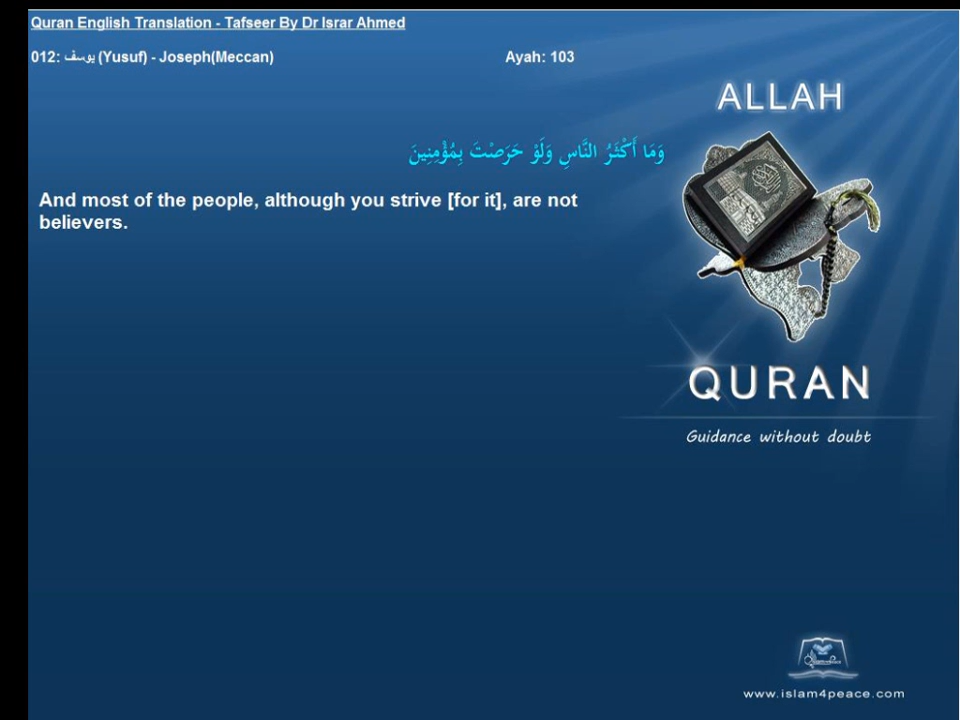 Quran English Translation - Tafseer By Dr Israr Ahmed
012: يوسف (Yusuf) - Joseph(Meccan) Ayah: 103
ALLAH
وَمَا أَكْثَرُ النَّاسِ وَلَوْ حَرَصْتَ بِمُؤْمِنِينَ
And most of the people, although you strive [for it], are not
believers.
QURAN
Guidance without doubt
www.islam4peace.com